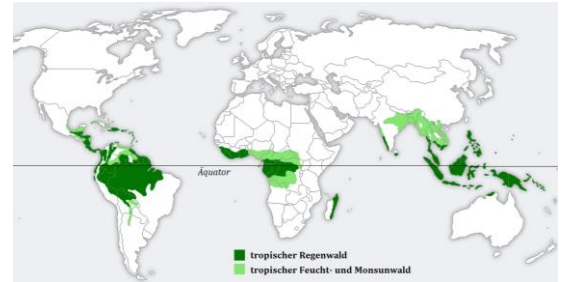 Äquator
tropischer Regenwald
tropischer Feucht- und Monsunwald